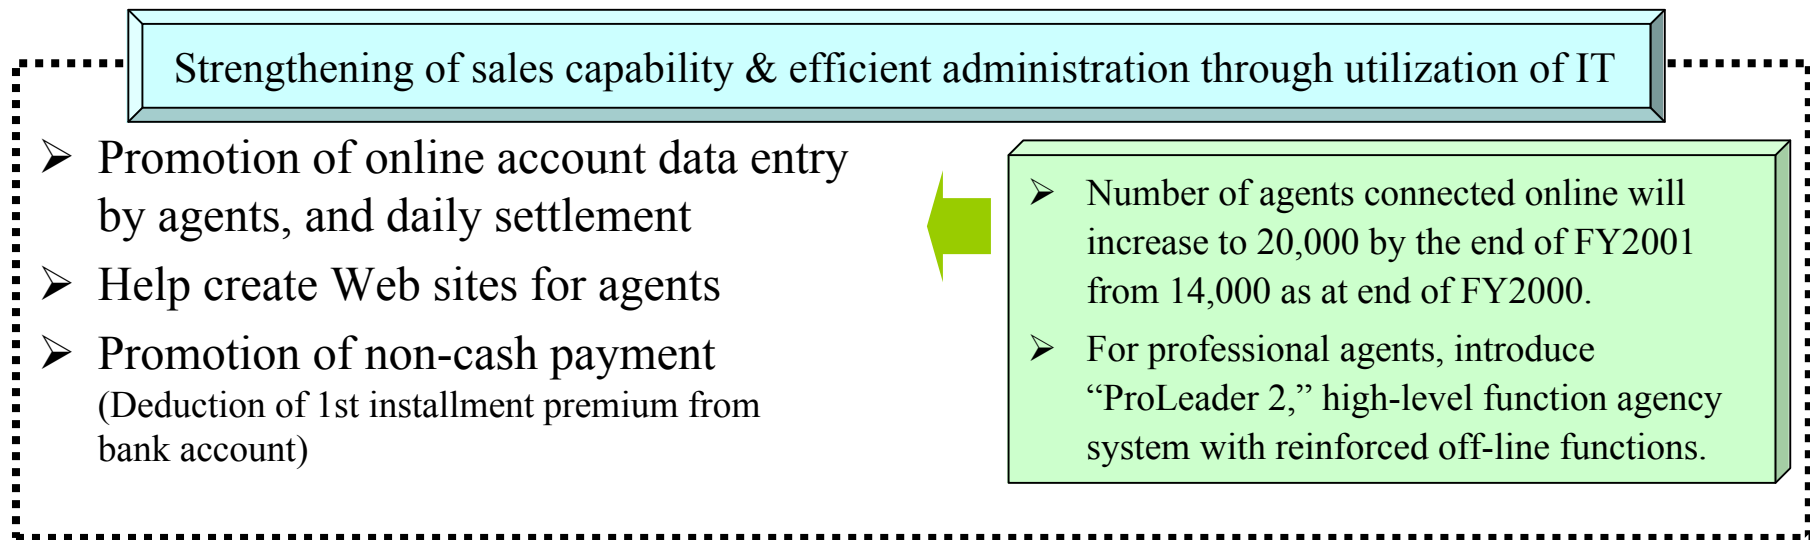 Strengthening of sales capability & efficient administration through utilization of IT
➢ Promotion of online account data entry
by agents, and daily settlement
➢ Help create Web sites for agents
➢ Promotion of non-cash payment
(Deduction of 1st installment premium from
bank account)
➢ Number of agents connected online will
increase to 20,000 by the end of FY2001
from 14,000 as at end of FY2000.
➢ For professional agents, introduce
“ProLeader 2,” high-level function agency
system with reinforced off-line functions.